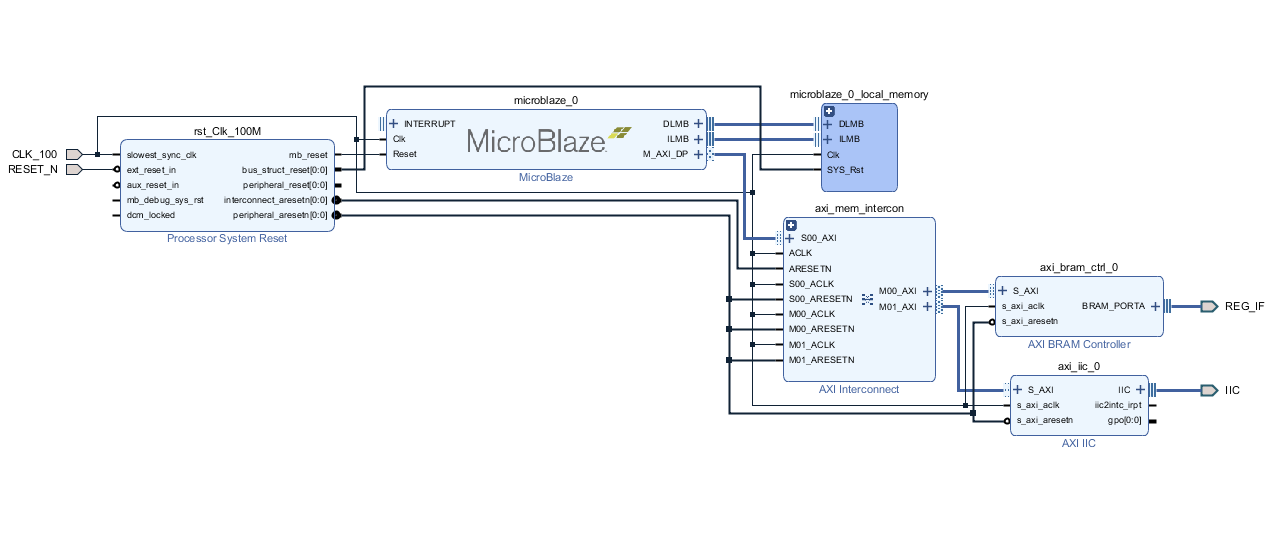 CLK_100
RESET_N
rst_Clk_100M
slowest_sync_clk
ext_reset_in
aux_reset_in
mb_debug_sys_rst
dcm_locked
mb_reset
bus_struct_reset[0:0]
peripheral_reset[0:0]
interconnect_aresetn[0:0]
peripheral_aresetn[0:0]
Processor System Reset
microblaze_0
INTERRUPT
Clk
Reset
MicroBlaze
DLMB
ILMB
M_AXI_DP
MicroBlaze
microblaze_0_local_memory
DLMB
ILMB
Clk
SYS_Rst
axi_mem_intercon
S00_AXI
ACLK
ARESETN
S00_ACLK
S00_ARESETN
M00_ACLK
M00_ARESETN
M01_ACLK
M01_ARESETN
M00_AXI
M01_AXI
AXI Interconnect
axi_bram_ctrl_0
S_AXI
s_axi_aclk
s_axi_aresetn
BRAM_PORTA
AXI BRAM Controller
REG_IF
axi_iic_0
S_AXI
s_axi_aclk
s_axi_aresetn
IIC
iic2intc_irpt
gpo[0:0]
AXI IIC
IIC